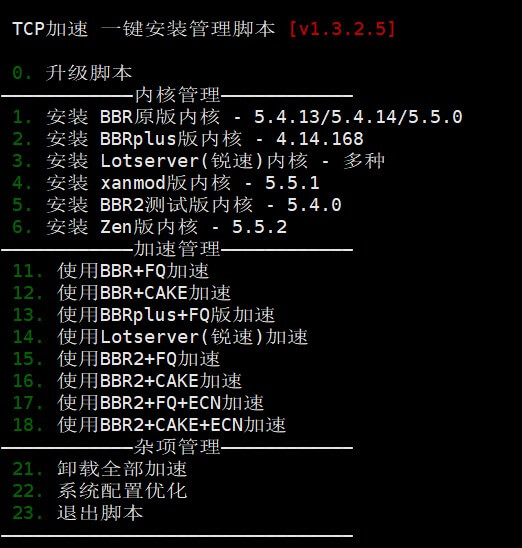 TCP加速 一键安装管理脚本 [v1.3.2.5]
0. 升级脚本
————————————内核管理————————————
1. 安装 BBR原版内核 - 5.4.13/5.4.14/5.5.0
2. 安装 BBRplus版内核 - 4.14.168
3. 安装 Lotserver(锐速)内核 - 多种
4. 安装 xanmod版内核 - 5.5.1
5. 安装 BBR2测试版内核 - 5.4.0
6. 安装 Zen版内核 - 5.5.2
————————————加速管理————————————
11. 使用BBR+FQ加速
12. 使用BBR+CAKE加速
13. 使用BBRplus+FQ版加速
14. 使用Lotserver(锐速)加速
15. 使用BBR2+FQ加速
16. 使用BBR2+CAKE加速
17. 使用BBR2+FQ+ECN加速
18. 使用BBR2+CAKE+ECN加速
————————————杂项管理————————————
21. 卸载全部加速
22. 系统配置优化
23. 退出脚本
————————————————————————————————